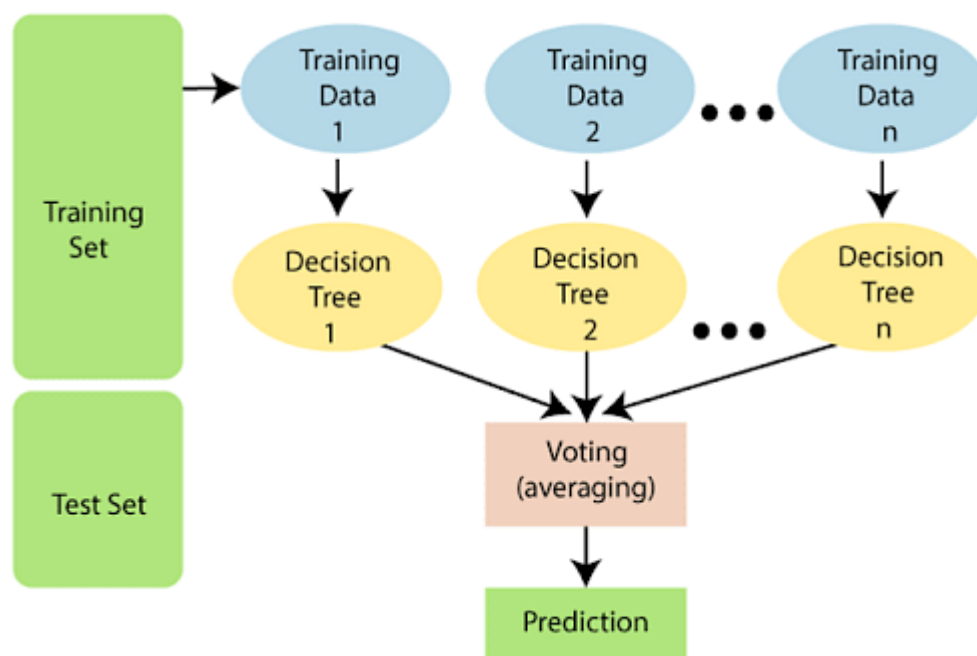 Training
Set
Test Set
Training
Data
1
Training
Data
2
Training
Data
n
Decision
Tree
1
Decision
Tree
2
Decision
Tree
n
Voting
(averaging)
Prediction